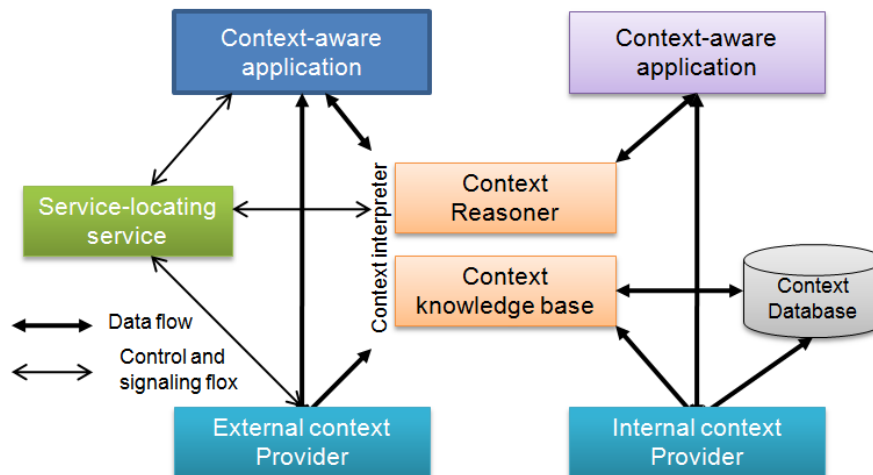 Context-aware
application
Context-aware
application
Service-locating
service
Context interpreter
Context
Reasoner
Context
knowledge base
Context
Database
Data flow
Control and
signaling flox
External context
Provider
Internal context
Provider